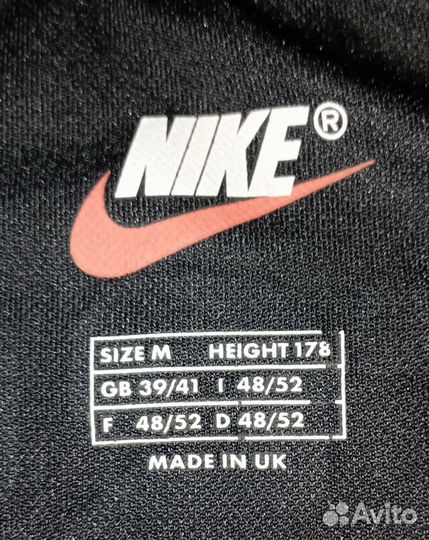 NIKE®
SIZE M HEIGHT 178
GB 39/41 I 48/52
F 48/52 D 48/52
MADE IN UK
Avito